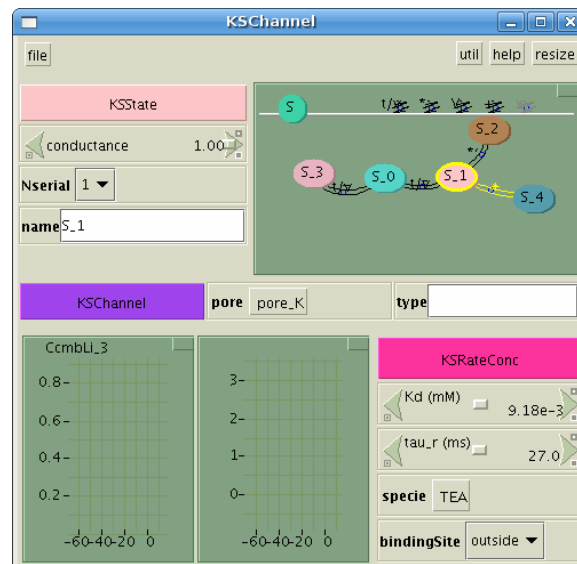 KSChannel
file util help resize
KSState
conductance 1.00
Nserial 1
name S_1
S
S_2
S_3 S_0 S_1
S_4
KSChannel pore pore_K type
CcmbLi_3
0.8
0.6
0.4
0.2
-60 -40 -20 0
3
2
1
0
-60 -40 -20 0
KSRateConc
Kd (mM) 9.18e-3
tau_r (ms) 27.0
specie TEA
bindingSite outside